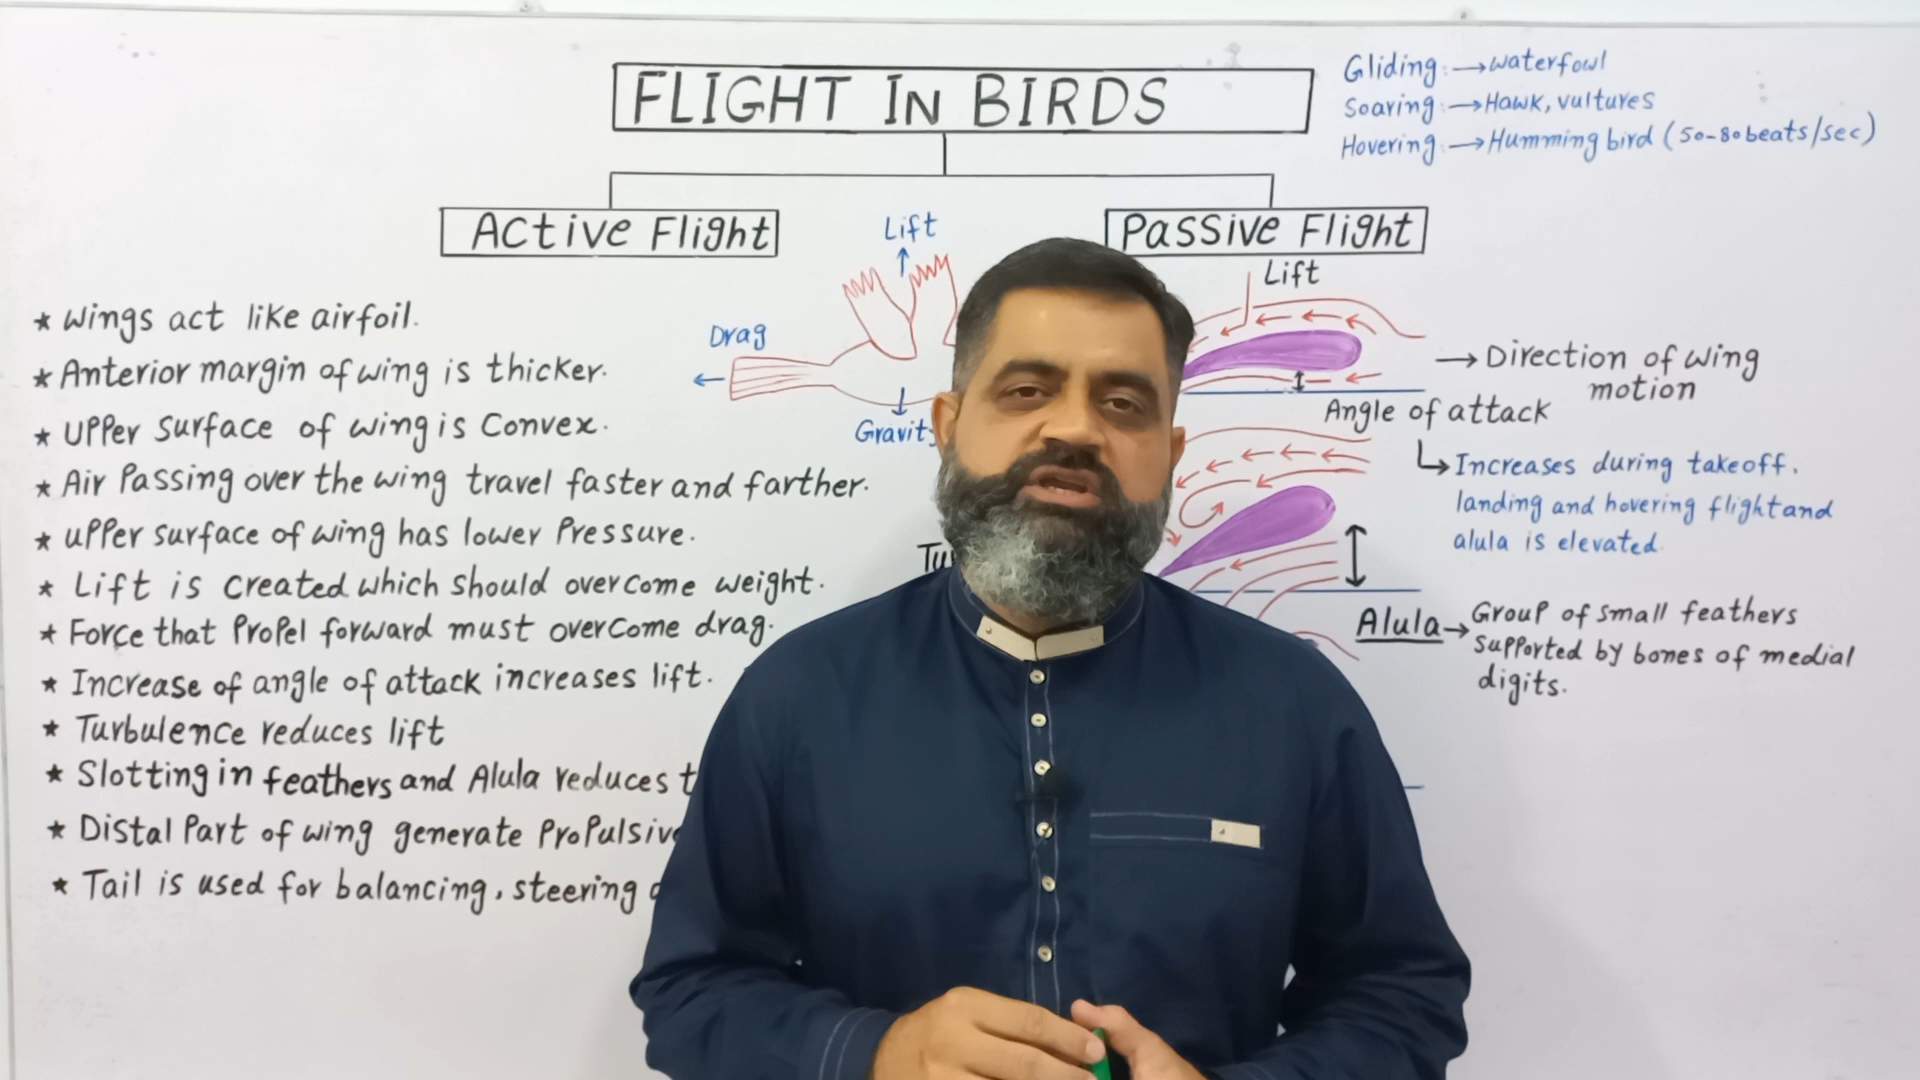 FLIGHT IN BIRDS
Gliding: → waterfowl
Soaring: → Hawk, vultures
Hovering: → Humming bird (50-80 beats/sec)
Active Flight
Passive Flight
* Wings act like airfoil.
* Anterior margin of wing is thicker.
* Upper surface of wing is Convex.
* Air Passing over the wing travel faster and farther.
* upper surface of wing has lower Pressure.
* Lift is created which should overcome weight.
* Force that Propel forward must overcome drag.
* Increase of angle of attack increases lift.
* Turbulence reduces lift
* Slotting in feathers and Alula reduces
* Distal Part of wing generate
* Tail is used for balancing, steering
Lift
Drag
Lift
→ Direction of wing
motion
Angle of attack
Increases during takeoff,
landing and hovering flight and
alula is elevated.
Alula → Group of small feathers
supported by bones of medial
digits.